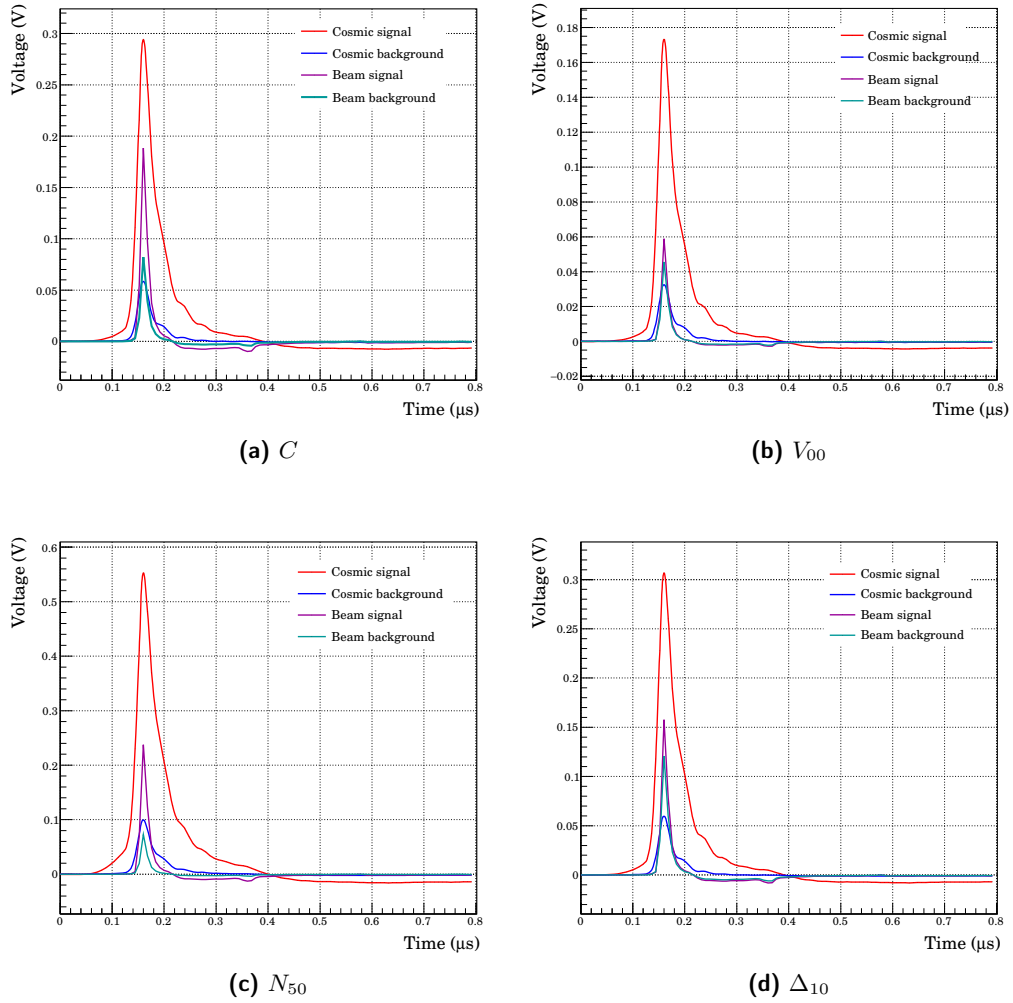 Voltage (V)
0.3
0.25
0.2
0.15
0.1
0.05
0
Cosmic signal
Cosmic background
Beam signal
Beam background
0 0.1 0.2 0.3 0.4 0.5 0.6 0.7 0.8
Time (µs)
(a) C
Voltage (V)
0.18
0.16
0.14
0.12
0.1
0.08
0.06
0.04
0.02
0
−0.02
Cosmic signal
Cosmic background
Beam signal
Beam background
0 0.1 0.2 0.3 0.4 0.5 0.6 0.7 0.8
Time (µs)
(b) V₀₀
Voltage (V)
0.6
0.5
0.4
0.3
0.2
0.1
0
Cosmic signal
Cosmic background
Beam signal
Beam background
0 0.1 0.2 0.3 0.4 0.5 0.6 0.7 0.8
Time (µs)
(c) N₅₀
Voltage (V)
0.3
0.25
0.2
0.15
0.1
0.05
0
Cosmic signal
Cosmic background
Beam signal
Beam background
0 0.1 0.2 0.3 0.4 0.5 0.6 0.7 0.8
Time (µs)
(d) Δ₁₀